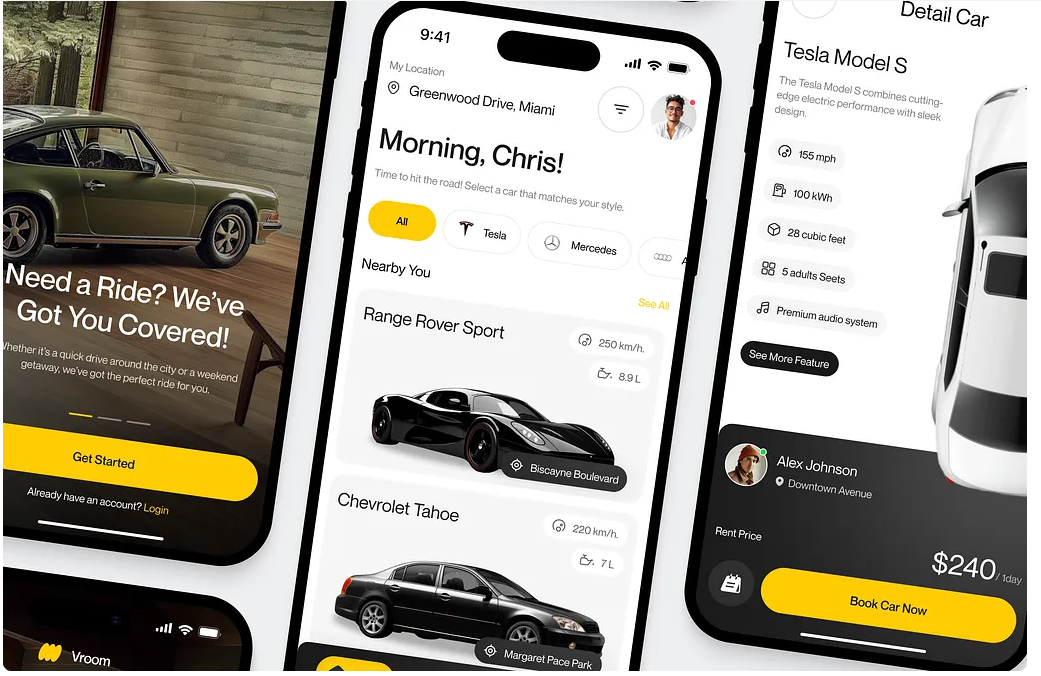 Need a Ride? We've
Got You Covered!
Whether it's a quick drive around the city or a weekend
getaway, we've got the perfect ride for you.
Get Started
Already have an account? Login
Vroom
9:41
My Location
Greenwood Drive, Miami
Morning, Chris!
Time to hit the road! Select a car that matches your style.
All
Tesla
Mercedes
A
Nearby You
See All
Range Rover Sport
250 km/h.
8.9 L
Biscayne Boulevard
Chevrolet Tahoe
220 km/h.
7 L
Margaret Pace Park
Detail Car
Tesla Model S
The Tesla Model S combines cutting-
edge electric performance with sleek
design.
155 mph
100 kWh
28 cubic feet
5 adults Seets
Premium audio system
See More Feature
Alex Johnson
Downtown Avenue
Rent Price
$240 / 1day
Book Car Now